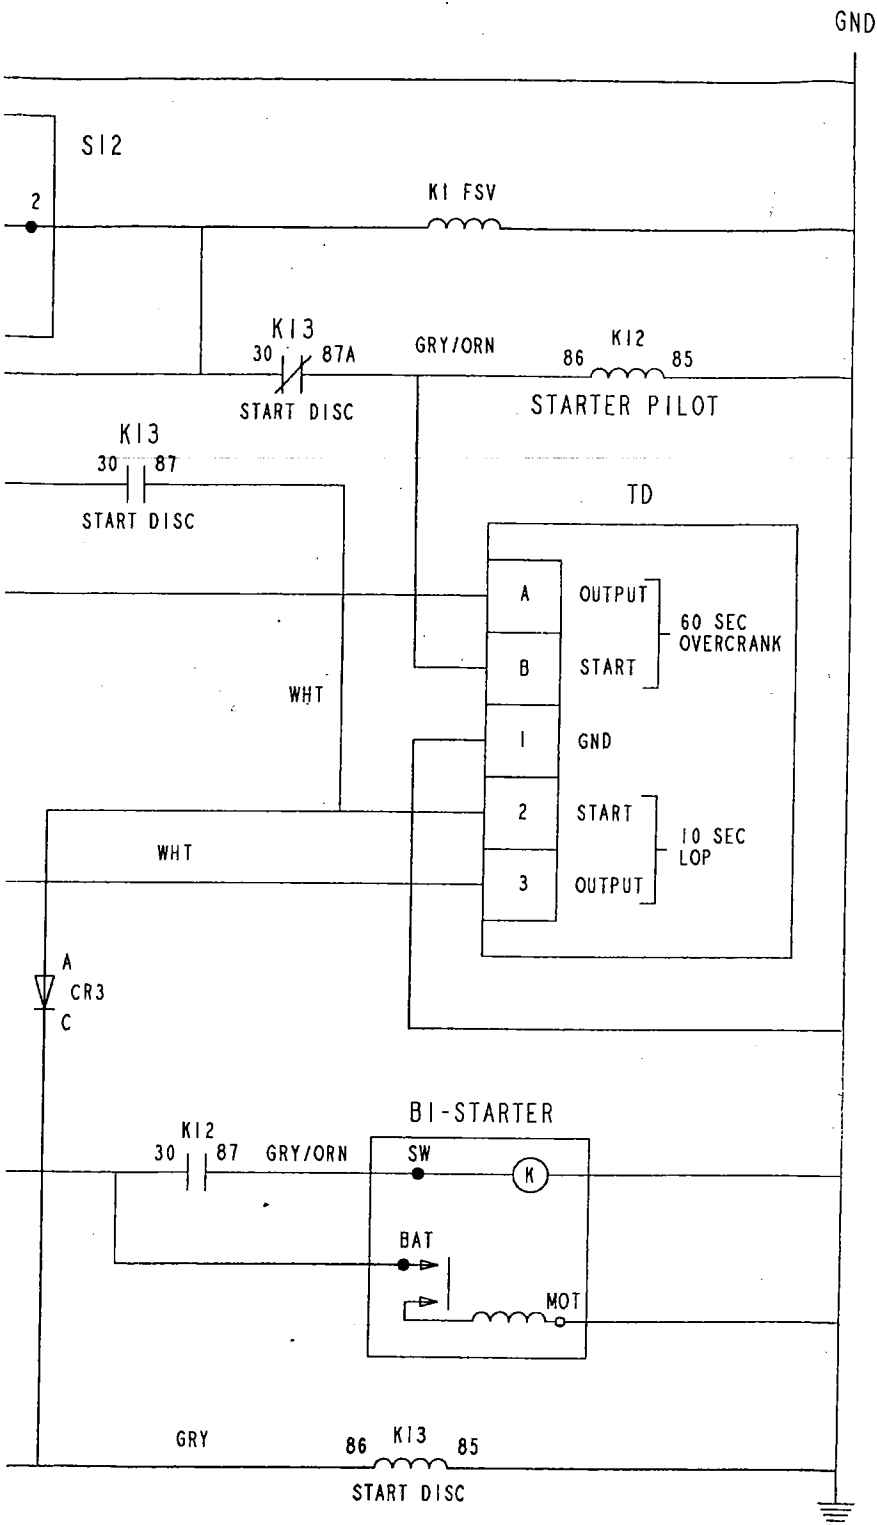 GND
S12
2
K1 FSV
K13
30 87A
START DISC
GRY/ORN
K12
86 85
STARTER PILOT
K13
30 87
START DISC
TD
A OUTPUT
60 SEC
OVERCRANK
B START
WHT
1 GND
2 START
10 SEC
LOP
WHT
3 OUTPUT
A
CR3
C
B1-STARTER
K12
30 87 GRY/ORN
SW
K
BAT
MOT
GRY
86 K13 85
START DISC